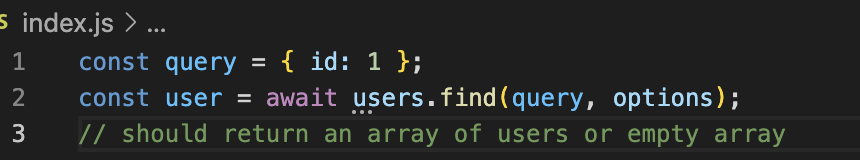 index.js > ...
1 const query = { id: 1 };
2 const user = await users.find(query, options);
3 // should return an array of users or empty array